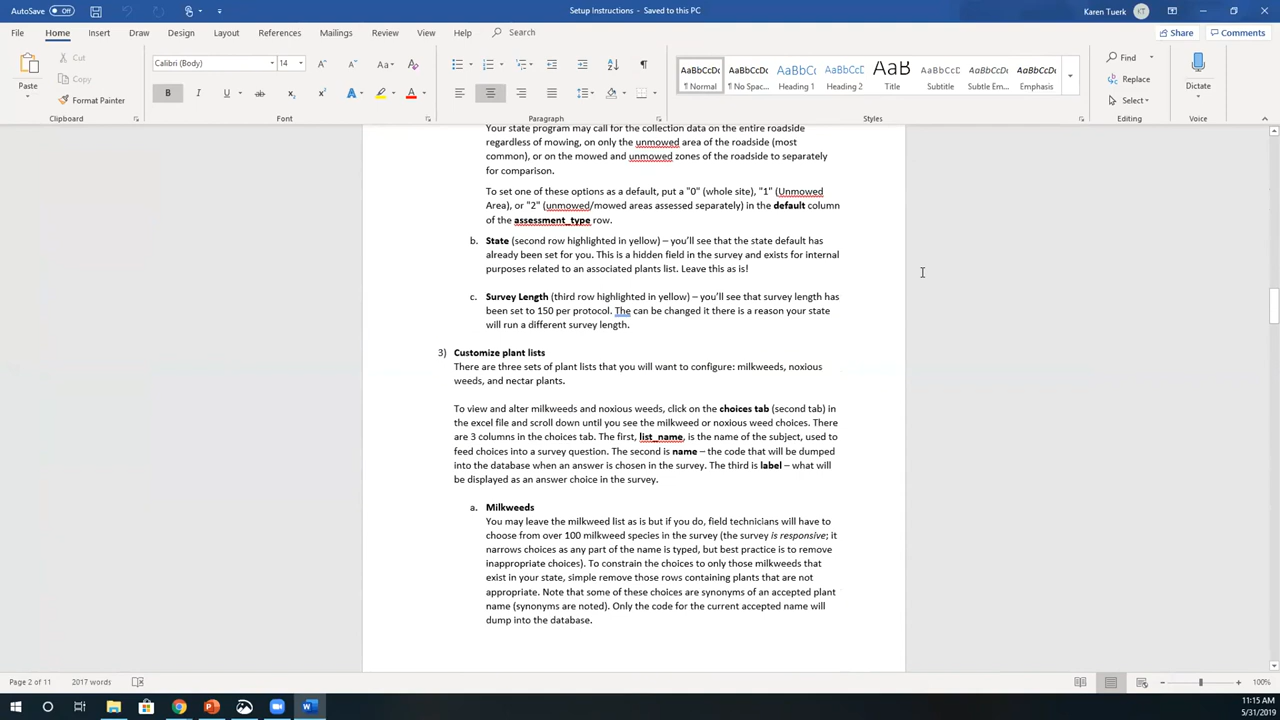 AutoSave Off
Setup Instructions - Saved to this PC
Karen Tuerk KT
File Home Insert Draw Design Layout References Mailings Review View Help Search
Share Comments
Paste
Cut
Copy
Format Painter
Calibri (Body) 14
AaBbCcDc AaBbCcDc AaBbC AaBbCcC AaB AaBbCcD AaBbCcDc AaBbCcDc
¶ Normal ¶ No Spac... Heading 1 Heading 2 Title Subtitle Subtle Em... Emphasis
Find
Replace
Select
Dictate
Clipboard Font Paragraph Styles Editing Voice
Your state program may call for the collection data on the entire roadside
regardless of mowing, on only the unmowed area of the roadside (most
common), or on the mowed and unmowed zones of the roadside to separately
for comparison.
To set one of these options as a default, put a "0" (whole site), "1" (Unmowed
Area), or "2" (unmowed/mowed areas assessed separately) in the default column
of the assessment_type row.
b. State (second row highlighted in yellow) – you'll see that the state default has
already been set for you. This is a hidden field in the survey and exists for internal
purposes related to an associated plants list. Leave this as is!
c. Survey Length (third row highlighted in yellow) – you'll see that survey length has
been set to 150 per protocol. The can be changed it there is a reason your state
will run a different survey length.
3) Customize plant lists
There are three sets of plant lists that you will want to configure: milkweeds, noxious
weeds, and nectar plants.
To view and alter milkweeds and noxious weeds, click on the choices tab (second tab) in
the excel file and scroll down until you see the milkweed or noxious weed choices. There
are 3 columns in the choices tab. The first, list_name, is the name of the subject, used to
feed choices into a survey question. The second is name – the code that will be dumped
into the database when an answer is chosen in the survey. The third is label – what will
be displayed as an answer choice in the survey.
a. Milkweeds
You may leave the milkweed list as is but if you do, field technicians will have to
choose from over 100 milkweed species in the survey (the survey is responsive; it
narrows choices as any part of the name is typed, but best practice is to remove
inappropriate choices). To constrain the choices to only those milkweeds that
exist in your state, simple remove those rows containing plants that are not
appropriate. Note that some of these choices are synonyms of an accepted plant
name (synonyms are noted). Only the code for the current accepted name will
dump into the database.
Page 2 of 11 2017 words
100%
11:15 AM
5/31/2019